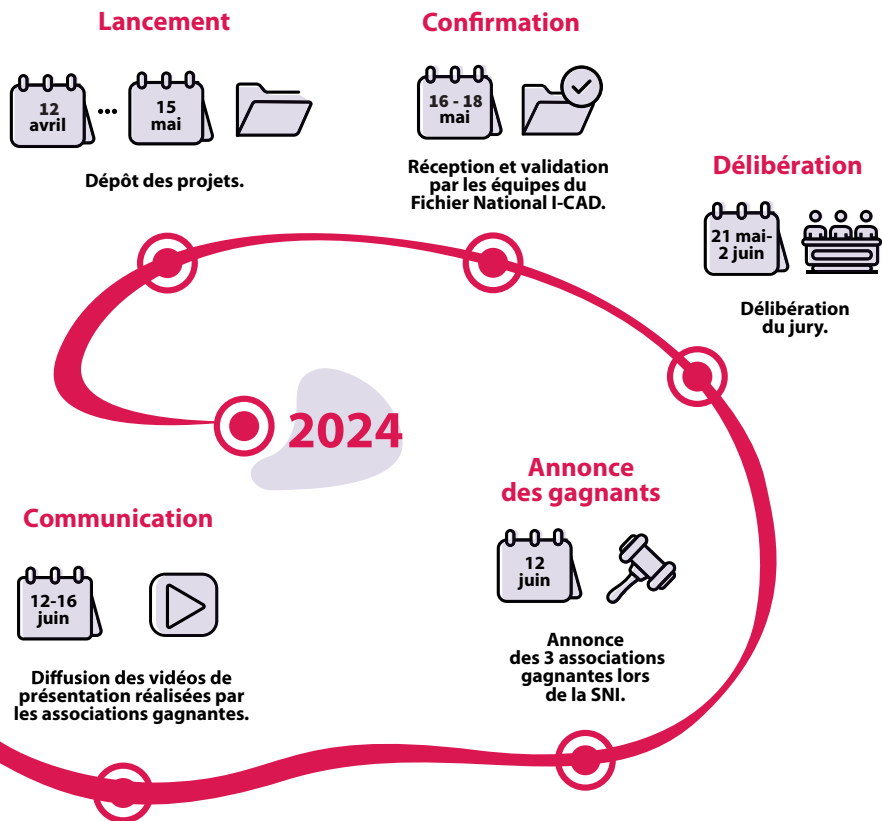 Lancement
12
avril
...
15
mai
Dépôt des projets.
Confirmation
16 - 18
mai
Réception et validation
par les équipes du
Fichier National I-CAD.
Délibération
21 mai-
2 juin
Délibération
du jury.
2024
Annonce
des gagnants
12
juin
Annonce
des 3 associations
gagnantes lors
de la SNI.
Communication
12-16
juin
Diffusion des vidéos de
présentation réalisées par
les associations gagnantes.